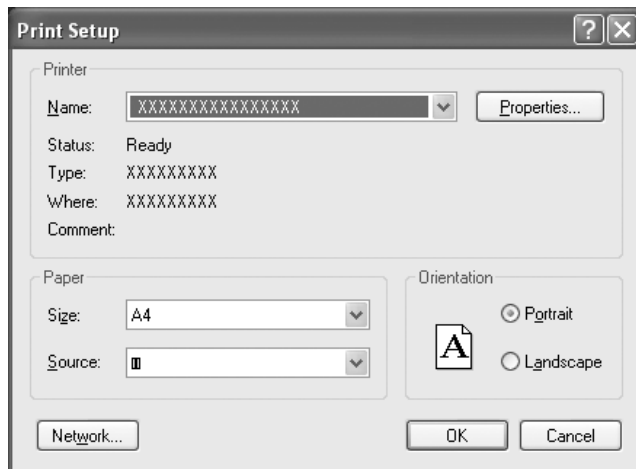 Print Setup
Printer
Name: XXXXXXXXXXXXXXXX Properties...
Status: Ready
Type: XXXXXXXXX
Where: XXXXXXXXX
Comment:
Paper
Size: A4
Source:
Orientation
A
Portrait
Landscape
Network... OK Cancel